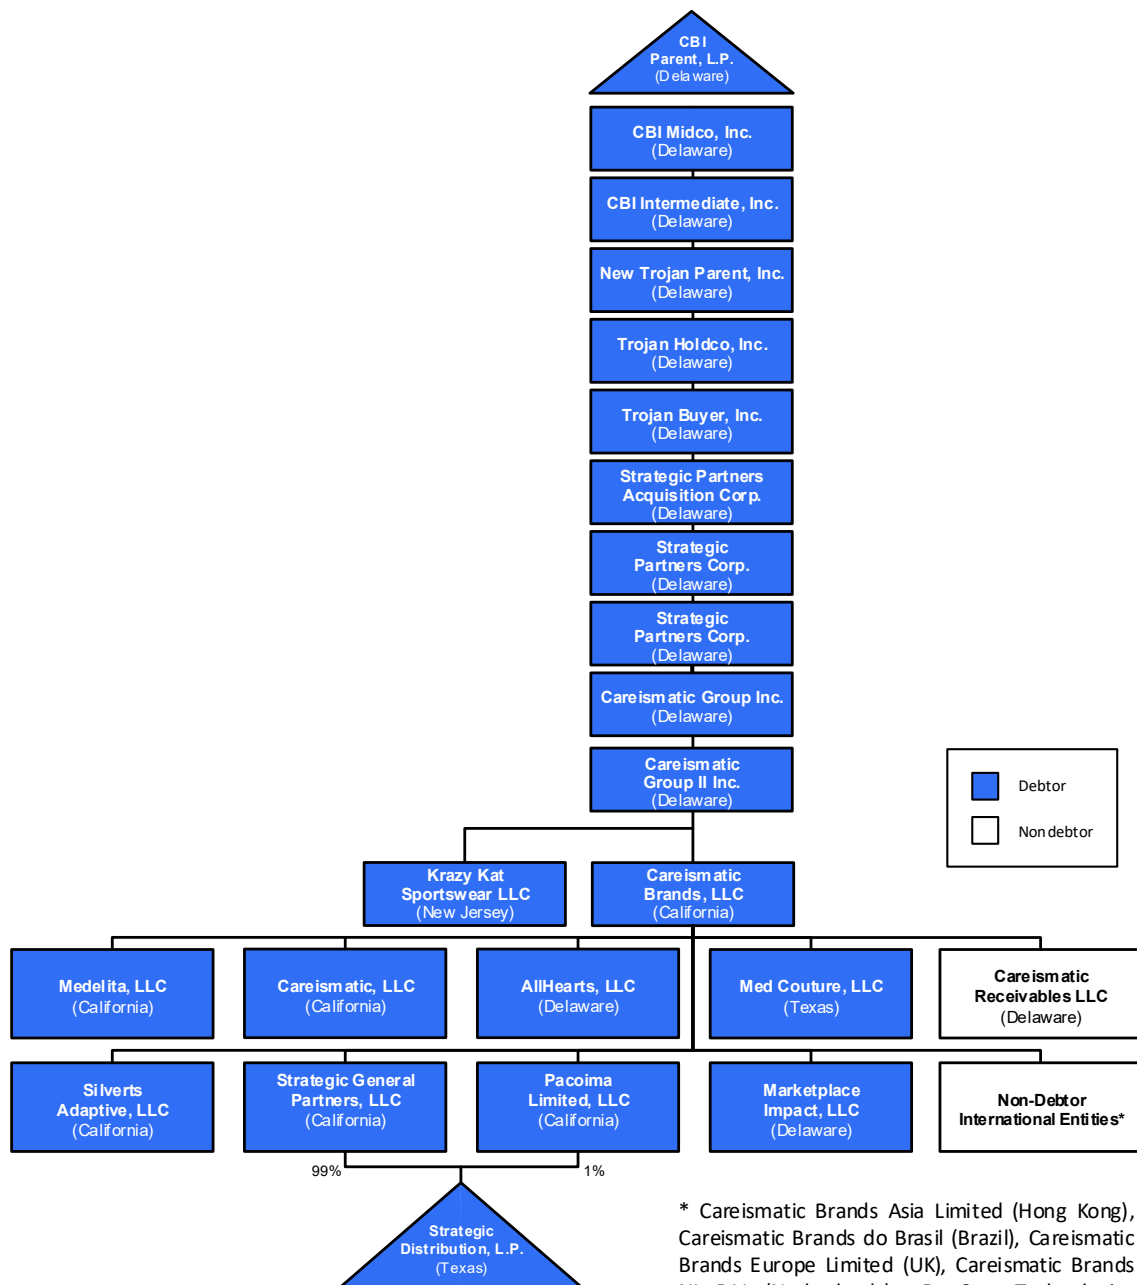 CBI
Parent, L.P.
(Delaware)
CBI Midco, Inc.
(Delaware)
CBI Intermediate, Inc.
(Delaware)
New Trojan Parent, Inc.
(Delaware)
Trojan Holdco, Inc.
(Delaware)
Trojan Buyer, Inc.
(Delaware)
Strategic Partners
Acquisition Corp.
(Delaware)
Strategic
Partners Corp.
(Delaware)
Strategic
Partners Corp.
(Delaware)
Careismatic Group Inc.
(Delaware)
Careismatic
Group II Inc.
(Delaware)
Debtor
Nondebtor
Krazy Kat
Sportswear LLC
(New Jersey)
Careismatic
Brands, LLC
(California)
Medelita, LLC
(California)
Careismatic, LLC
(California)
AllHearts, LLC
(Delaware)
Med Couture, LLC
(Texas)
Careismatic
Receivables LLC
(Delaware)
Silverts
Adaptive, LLC
(California)
Strategic General
Partners, LLC
(California)
Pacoima
Limited, LLC
(California)
Marketplace
Impact, LLC
(Delaware)
Non-Debtor
International Entities*
99%
1%
Strategic
Distribution, L.P.
(Texas)
* Careismatic Brands Asia Limited (Hong Kong),
Careismatic Brands do Brasil (Brazil), Careismatic
Brands Europe Limited (UK), Careismatic Brands